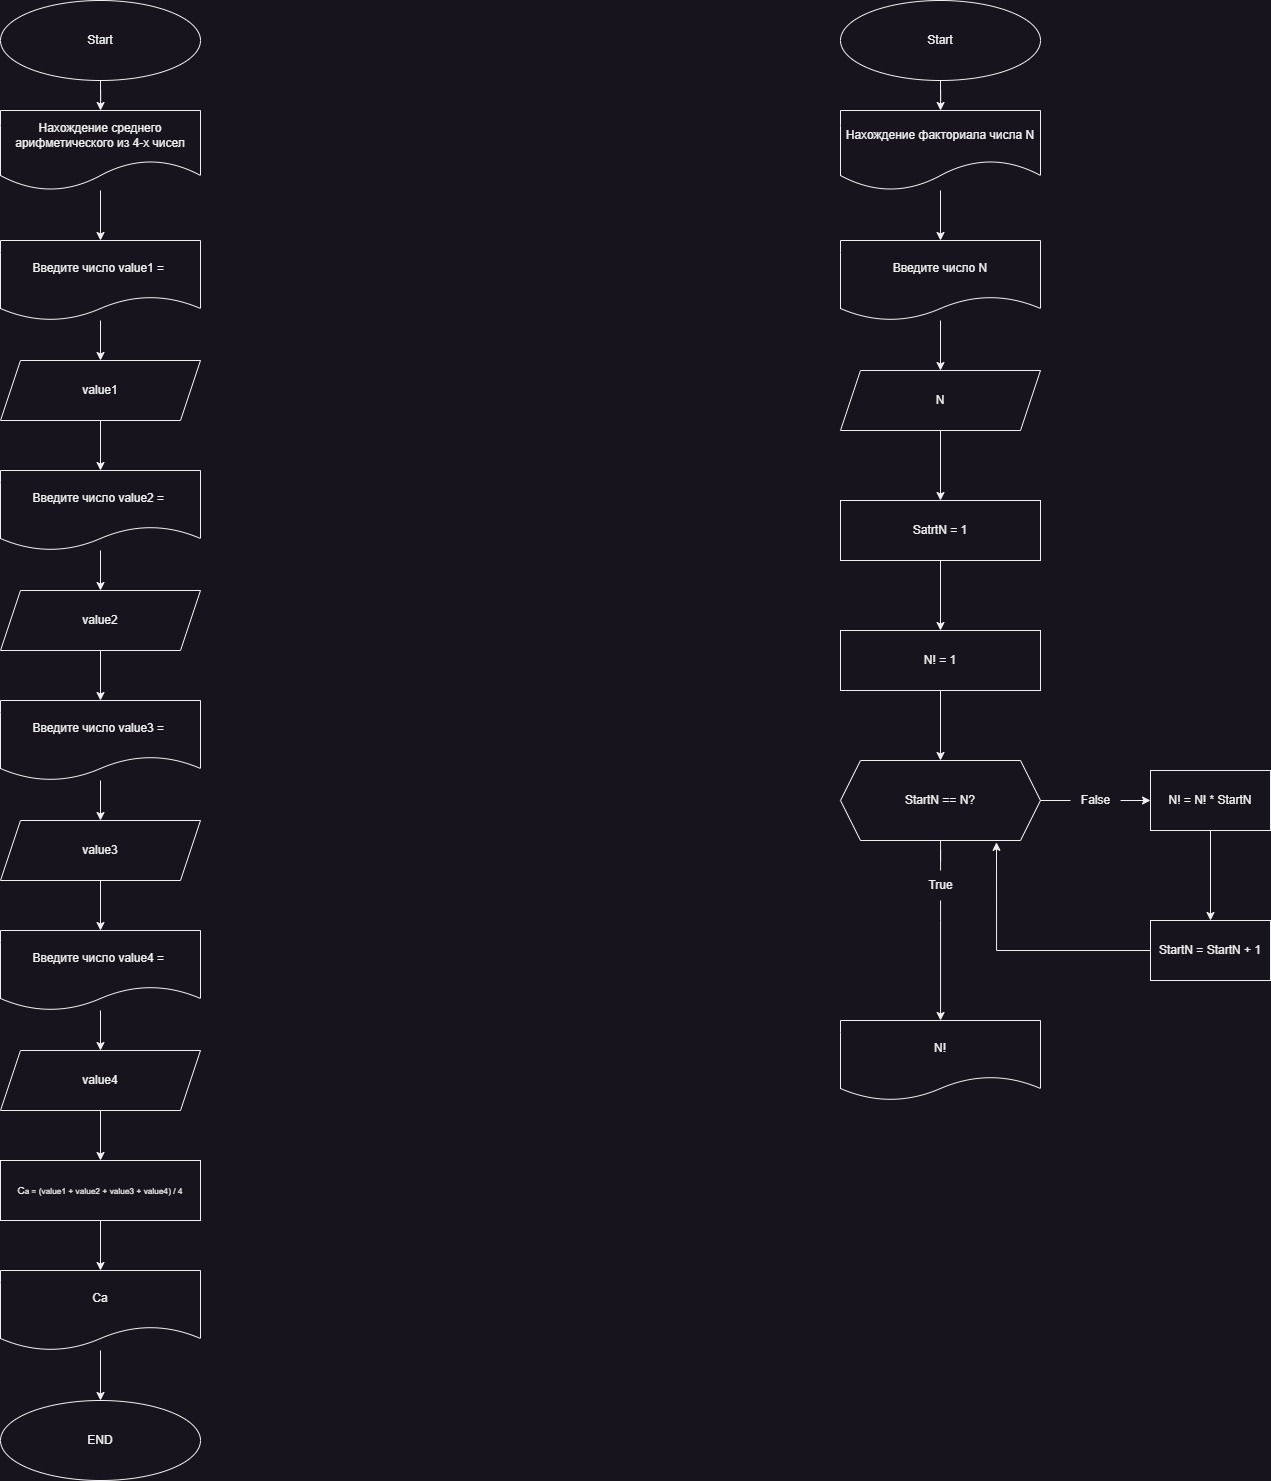 Start
Нахождение среднего
арифметического из 4-х чисел
Введите число value1 =
value1
Введите число value2 =
value2
Введите число value3 =
value3
Введите число value4 =
value4
Ca = (value1 + value2 + value3 + value4) / 4
Ca
END
Start
Нахождение факториала числа N
Введите число N
N
SatrtN = 1
N! = 1
StartN == N?
False
N! = N! * StartN
True
StartN = StartN + 1
N!